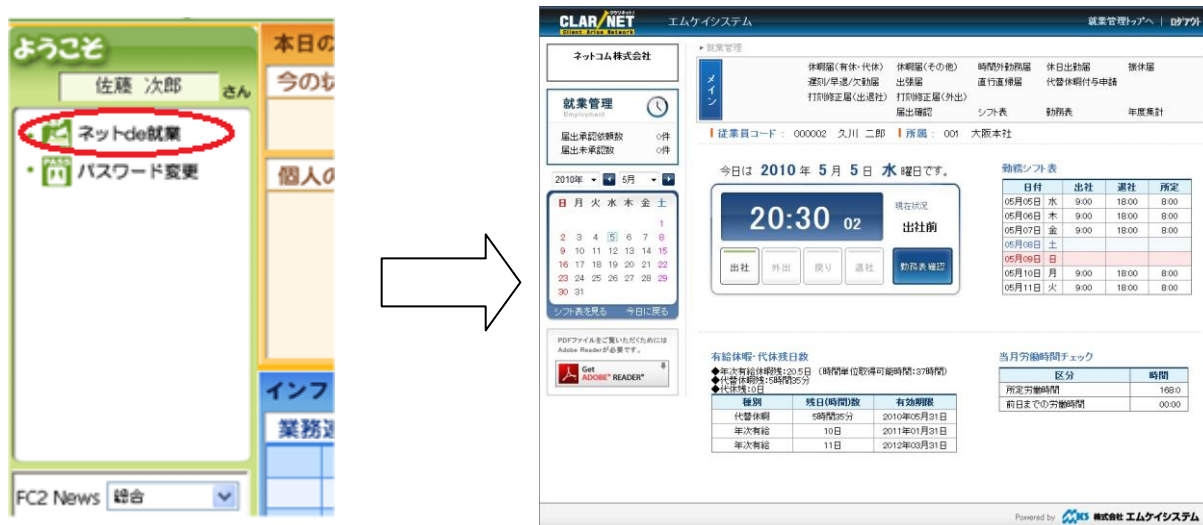 ようこそ
佐藤 次郎 さん
ネットde就業
PASS
パスワード変更
FC2 News 総合
本日の
今の
個人の
インフ
業務連
クラリネット
CLAR/NET
Client Arise Network
エムケイシステム
就業管理トップへ | ログアウト
ネットコム株式会社
就業管理
Employment
届出承認依頼数 0件
届出未承認数 0件
2010年 5月
日 月 火 水 木 金 土
1
2 3 4 5 6 7 8
9 10 11 12 13 14 15
16 17 18 19 20 21 22
23 24 25 26 27 28 29
30 31
シフト表を見る 今日に戻る
PDFファイルをご覧いただくためには
Adobe Readerが必要です。
Get
ADOBE® READER®
就業管理
メイン
休暇届(有休・代休) 休暇届(その他) 時間外勤務届 休日出勤届 振休届
遅刻/早退/欠勤届 出張届 直行直帰届 代替休暇付与申請
打刻修正届(出退社) 打刻修正届(外出)
届出確認 シフト表 勤務表 年度集計
従業員コード： 000002 久川 二郎 所属： 001 大阪本社
今日は 2010 年 5 月 5 日 水 曜日です。
20:30 02
現在状況
出社前
出社 外出 戻り 退社 勤務表確認
勤務シフト表
日付 出社 退社 所定
05月05日 水 9:00 18:00 8:00
05月06日 木 9:00 18:00 8:00
05月07日 金 9:00 18:00 8:00
05月08日 土
05月09日 日
05月10日 月 9:00 18:00 8:00
05月11日 火 9:00 18:00 8:00
有給休暇・代休残日数
◆年次有給休暇残:20.5日 (時間単位取得可能時間:37時間)
◆代替休暇残:5時間35分
◆代休残:0日
種別 残日(時間)数 有効期限
代替休暇 5時間35分 2010年05月31日
年次有給 10日 2011年01月31日
年次有給 11日 2012年03月31日
当月労働時間チェック
区分 時間
所定労働時間 168:0
前日までの労働時間 00:00
Powered by MKS 株式会社 エムケイシステム